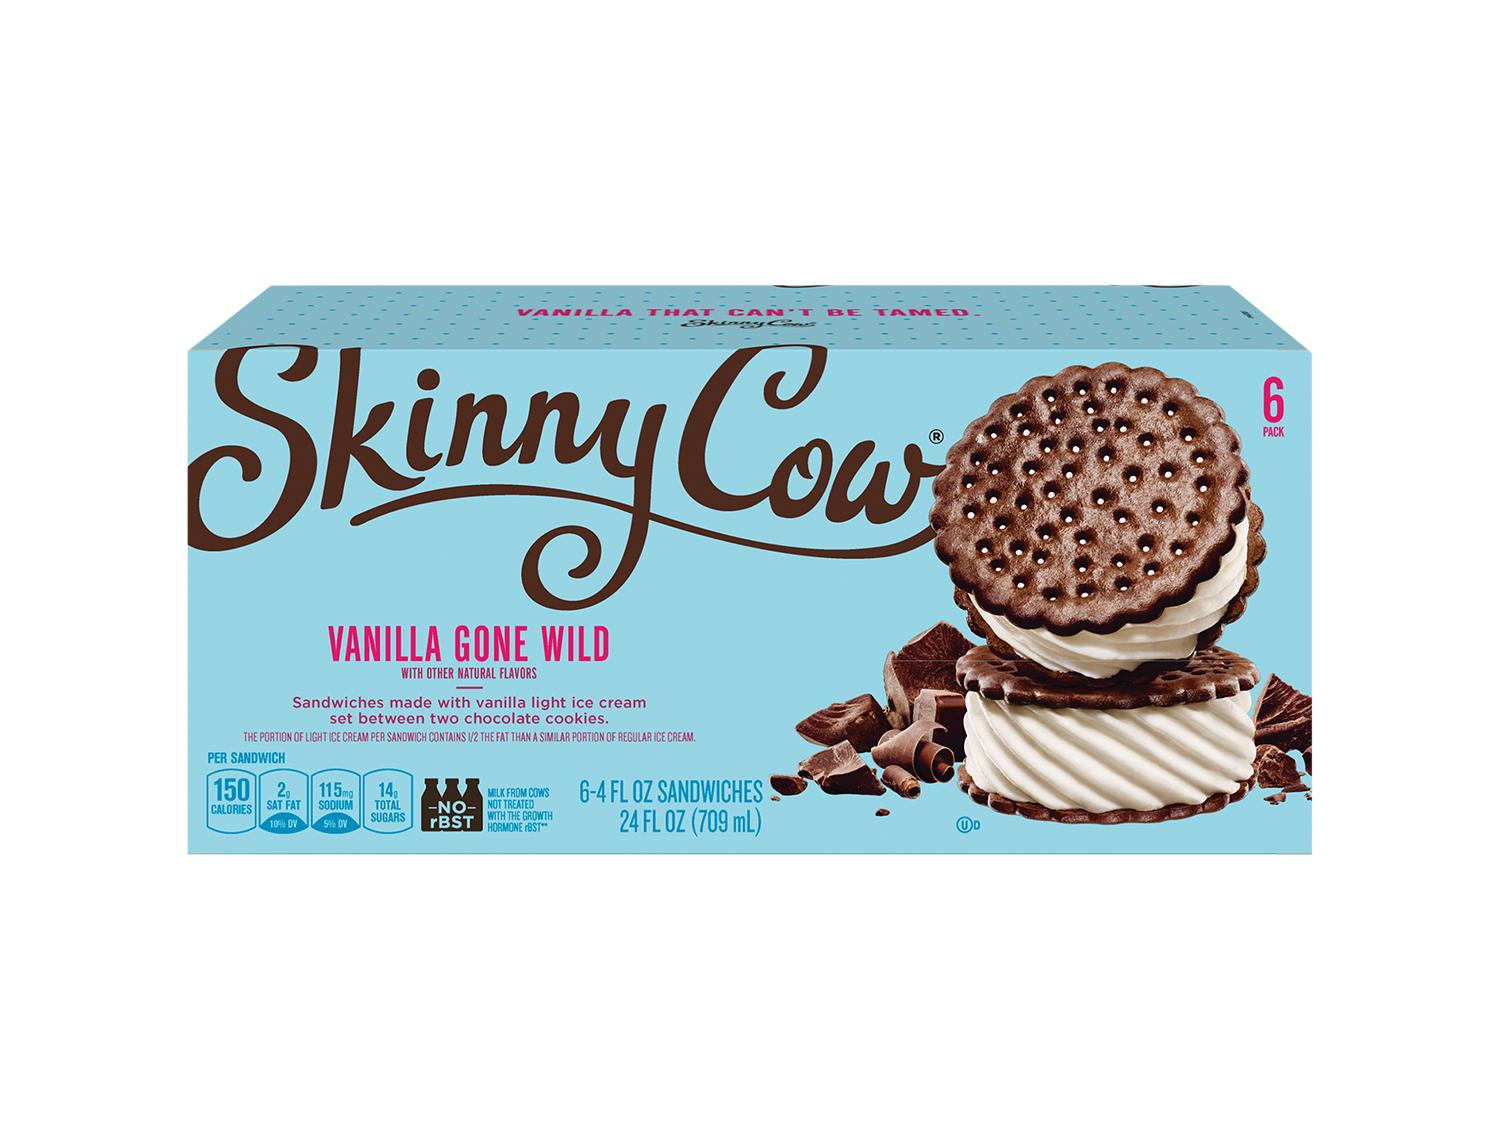 VANILLA THAT CAN'T BE TAMED.
Skinny Cow
Skinny Cow®
6
PACK
VANILLA GONE WILD
WITH OTHER NATURAL FLAVORS
Sandwiches made with vanilla light ice cream
set between two chocolate cookies.
THE PORTION OF LIGHT ICE CREAM PER SANDWICH CONTAINS 1/2 THE FAT THAN A SIMILAR PORTION OF REGULAR ICE CREAM.
PER SANDWICH
150
CALORIES
2g
SAT FAT
10% DV
115mg
SODIUM
5% DV
14g
TOTAL
SUGARS
NO
rBST
MILK FROM COWS
NOT TREATED
WITH THE GROWTH
HORMONE rBST**
6-4 FL OZ SANDWICHES
24 FL OZ (709 mL)
U D